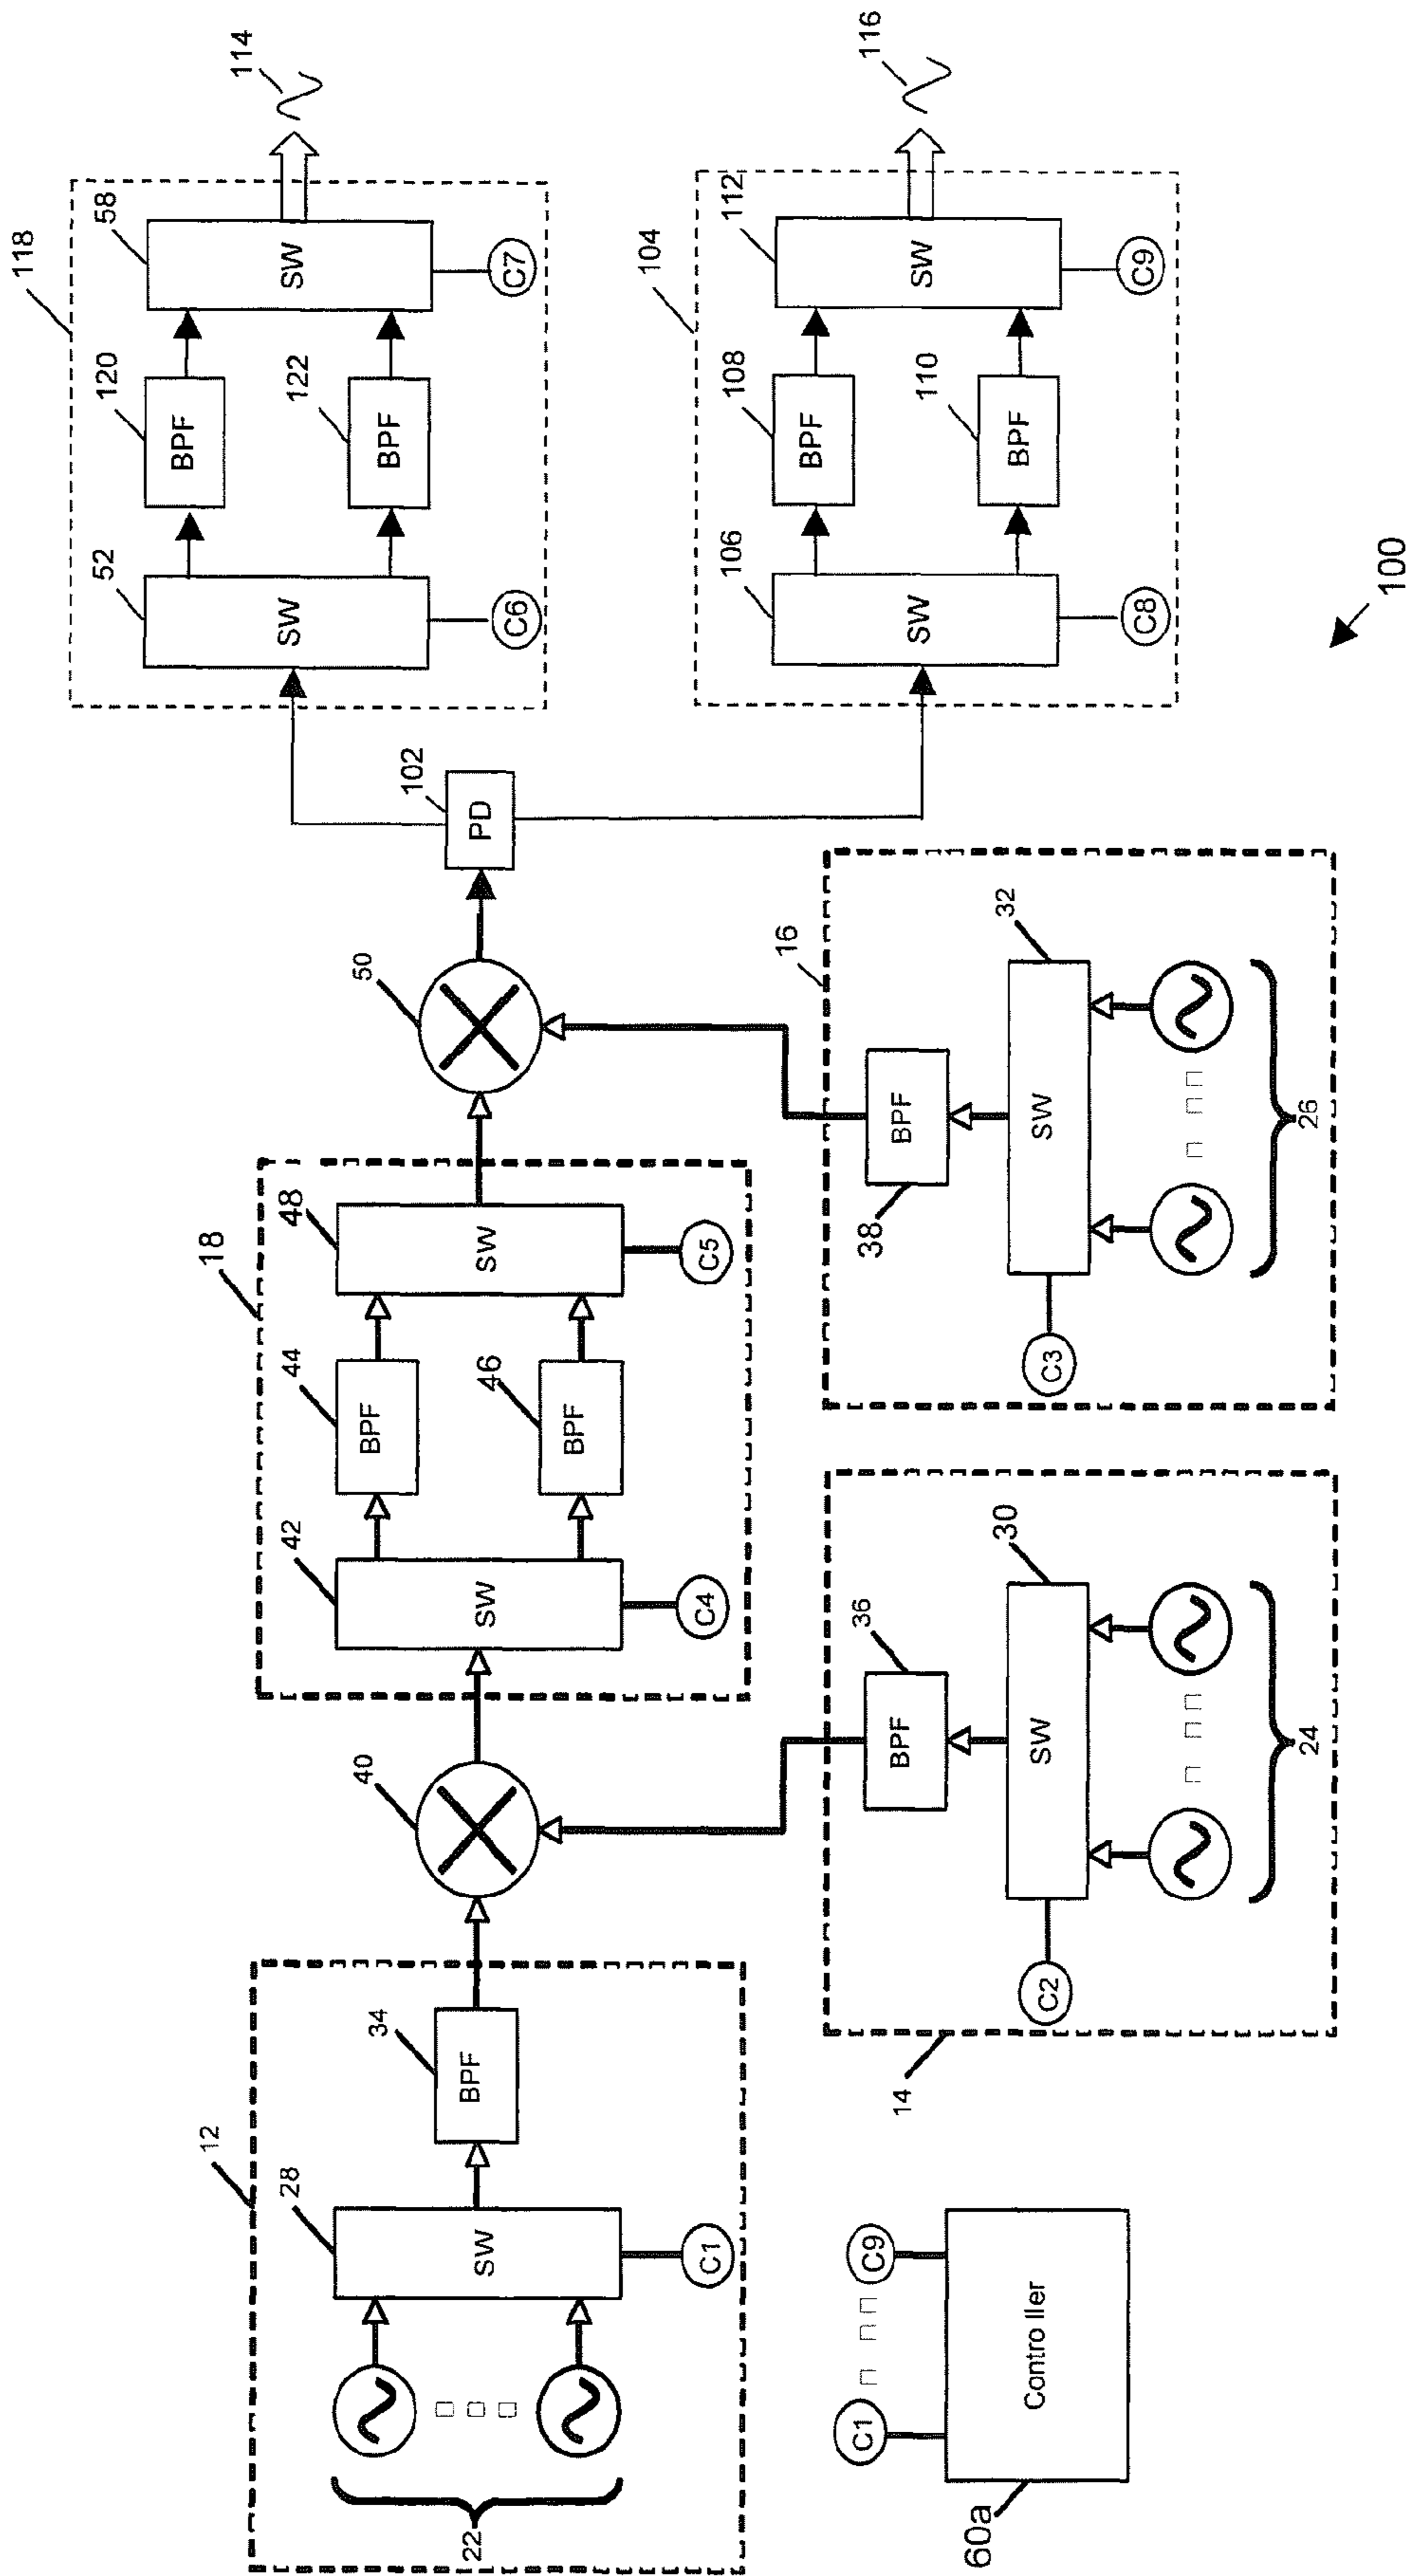 12
28
SW
C1
34
BPF
22
40
18
42
SW
C4
44
BPF
46
BPF
48
SW
C5
50
102
PD
118
52
SW
C6
120
BPF
122
BPF
58
SW
C7
114
104
106
SW
C8
108
BPF
110
BPF
112
SW
C9
116
14
C2
30
SW
36
BPF
24
16
C3
32
SW
38
BPF
26
C1
C9
Controller
60a
100